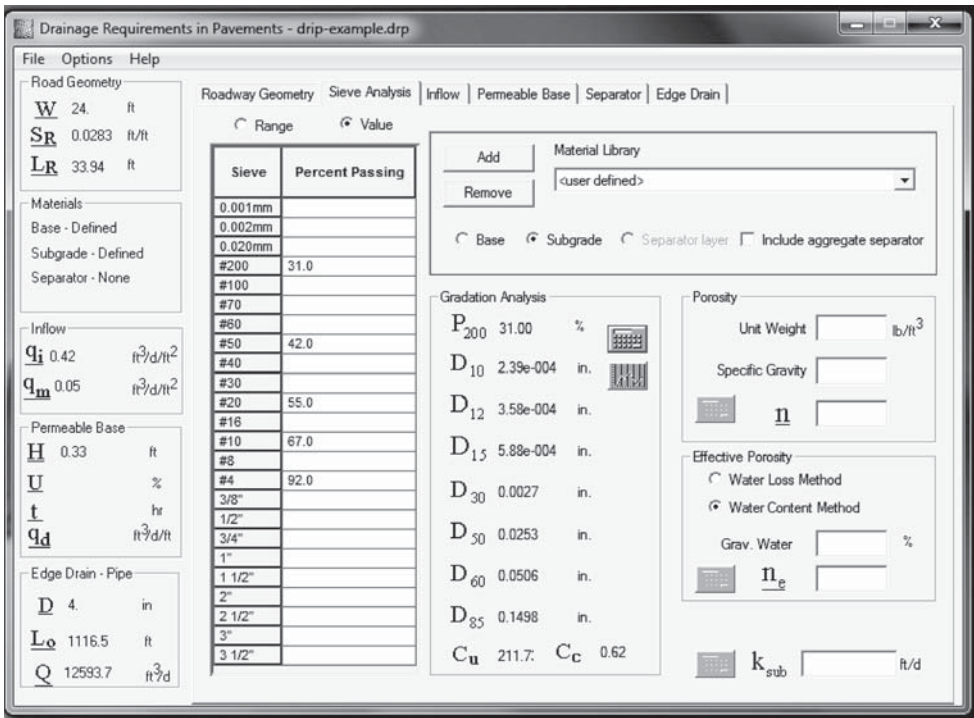 Drainage Requirements in Pavements - drip-example.drp
File Options Help
Road Geometry
W 24. ft
SR 0.0283 ft/ft
LR 33.94 ft
Materials
Base - Defined
Subgrade - Defined
Separator - None
Inflow
qi 0.42 ft3/d/ft2
qm 0.05 ft3/d/ft2
Permeable Base
H 0.33 ft
U %
t hr
qd ft3/d/ft
Edge Drain - Pipe
D 4. in
Lo 1116.5 ft
Q 12593.7 ft3/d
Roadway Geometry Sieve Analysis Inflow Permeable Base Separator Edge Drain
Range Value
Sieve Percent Passing
0.001mm
0.002mm
0.020mm
#200 31.0
#100
#70
#60
#50 42.0
#40
#30
#20 55.0
#16
#10 67.0
#8
#4 92.0
3/8"
1/2"
3/4"
1"
1 1/2"
2"
2 1/2"
3"
3 1/2"
Add
Remove
Material Library
<user defined>
Base Subgrade Separator layer Include aggregate separator
Gradation Analysis
P200 31.00 %
D10 2.39e-004 in.
D12 3.58e-004 in.
D15 5.88e-004 in.
D30 0.0027 in.
D50 0.0253 in.
D60 0.0506 in.
D85 0.1498 in.
Cu 211.7 Cc 0.62
Porosity
Unit Weight lb/ft3
Specific Gravity
n
Effective Porosity
Water Loss Method
Water Content Method
Grav. Water %
ne
ksub ft/d